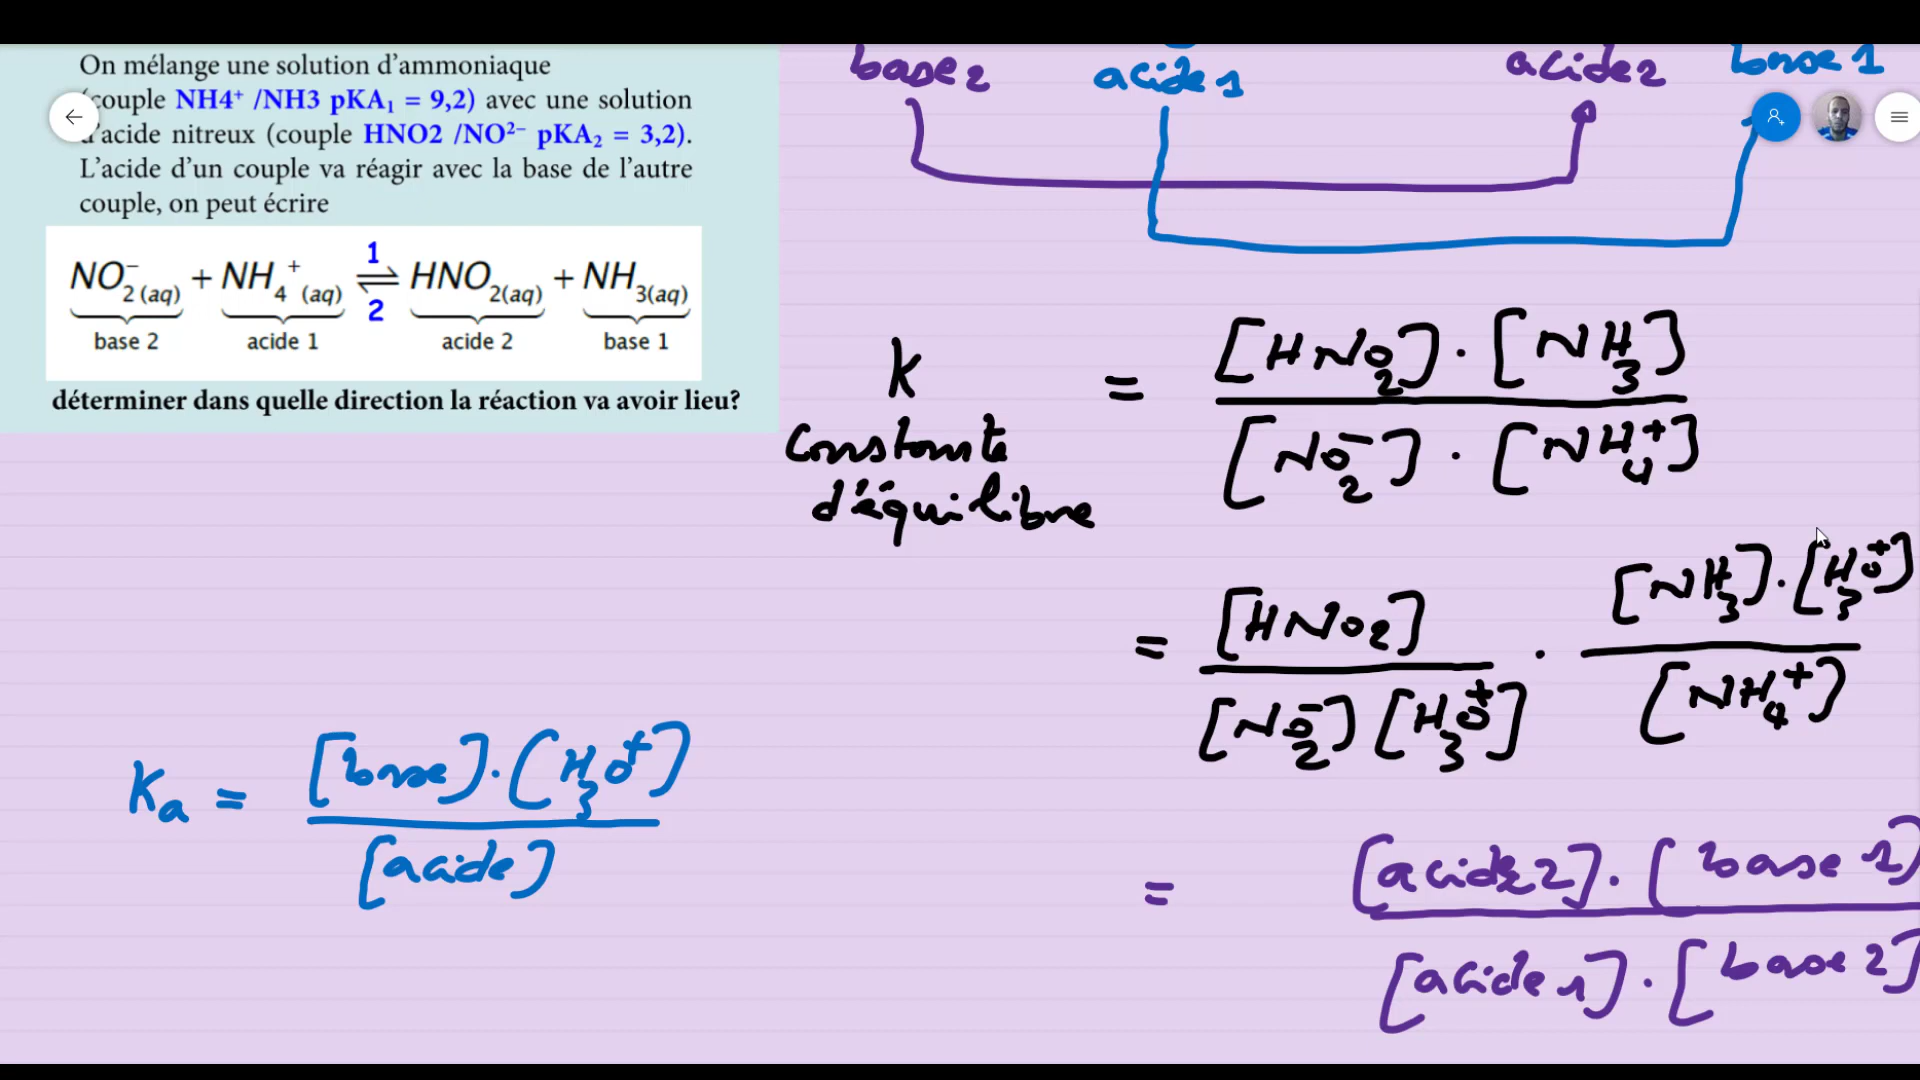 On mélange une solution d’ammoniaque
(couple NH4⁺ /NH3 pKA₁ = 9,2) avec une solution
d’acide nitreux (couple HNO2 /NO²⁻ pKA₂ = 3,2).
L’acide d’un couple va réagir avec la base de l’autre
couple, on peut écrire
NO₂⁻(aq) + NH₄⁺(aq) ⇌ HNO₂(aq) + NH₃(aq)
1
2
base 2 acide 1 acide 2 base 1
déterminer dans quelle direction la réaction va avoir lieu?
base 2 acide 1 acide 2 base 1
K = [HNO₂] · [NH₃] / [NO₂⁻] · [NH₄⁺]
constante
d'équilibre
= [HNO2] / [NO₂⁻] [H₃O⁺] · [NH₃] · [H₃O⁺] / [NH₄⁺]
Ka = [base] · [H₃O⁺] / [acide]
= [acide 2] · [base 1] / [acide 1] · [base 2]